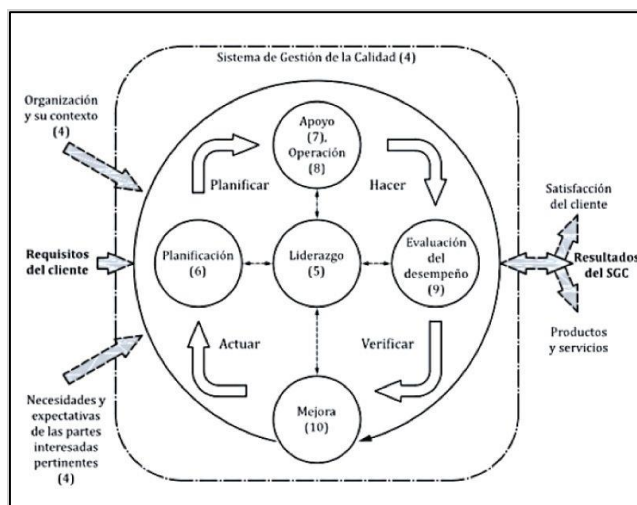 Sistema de Gestión de la Calidad (4)
Organización
y su contexto
(4)
Apoyo
(7),
Operación
(8)
Planificar
Hacer
Satisfacción
del cliente
Requisitos
del cliente
Planificación
(6)
Liderazgo
(5)
Evaluación
del
desempeño
(9)
Resultados
del SGC
Actuar
Verificar
Productos
y servicios
Necesidades y
expectativas
de las partes
interesadas
pertinentes
(4)
Mejora
(10)